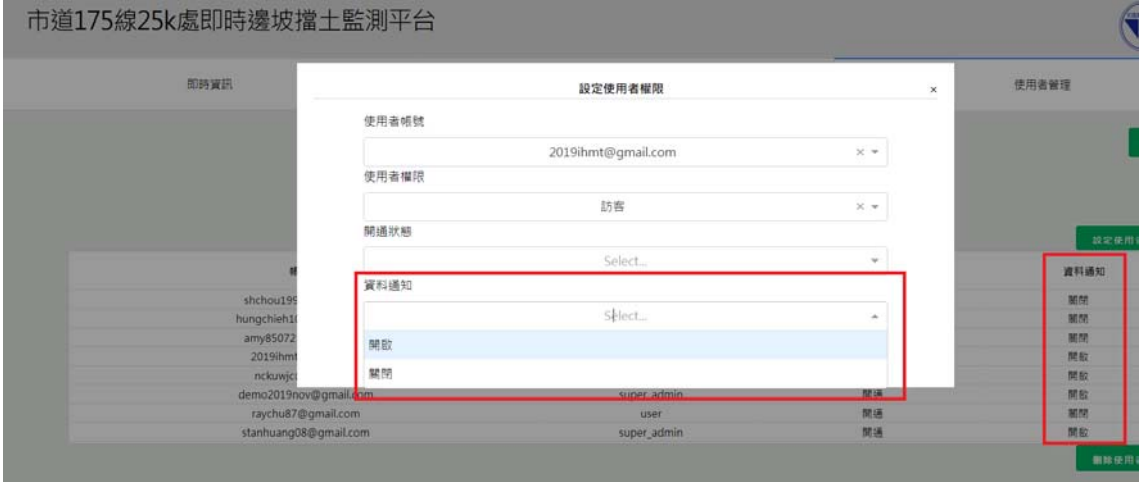 市道175線25k處即時邊坡擋土監測平台
即時資訊
使用者管理
設定使用者權限
×
使用者帳號
2019ihmt@gmail.com
使用者權限
訪客
開通狀態
Select...
資料通知
Select...
開啟
關閉
設定使用
資料通知
shchou199 關閉
hungchieh1 關閉
amy85072 關閉
2019ihmt 開啟
nckuwjc 開啟
demo2019nov@gmail.com super_admin 開通 開啟
raychu87@gmail.com user 開通 關閉
stanhuang08@gmail.com super_admin 開通 開啟
刪除使用